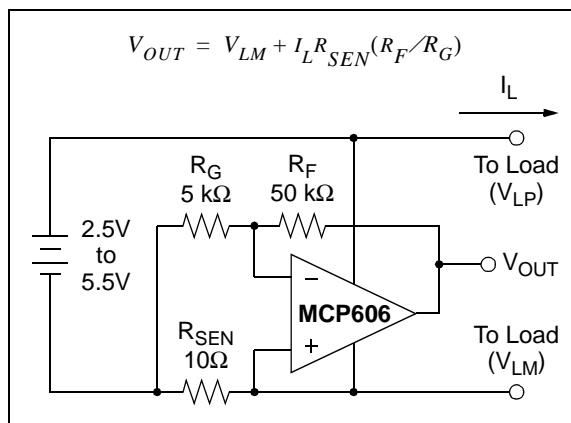 V_OUT = V_LM + I_L R_SEN (R_F / R_G)
I_L
R_G
5 kΩ
R_F
50 kΩ
To Load
(V_LP)
2.5V
to
5.5V
V_OUT
MCP606
−
+
R_SEN
10Ω
To Load
(V_LM)